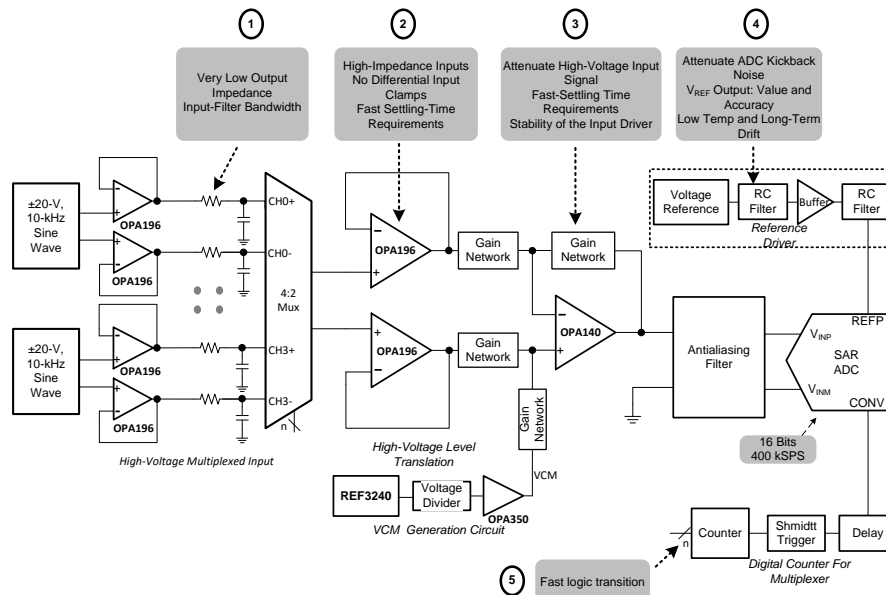 1
2
3
4
Very Low Output
Impedance
Input-Filter Bandwidth
High-Impedance Inputs
No Differential Input
Clamps
Fast Settling-Time
Requirements
Attenuate High-Voltage Input
Signal
Fast-Settling Time
Requirements
Stability of the Input Driver
Attenuate ADC Kickback
Noise
VREF Output: Value and
Accuracy
Low Temp and Long-Term
Drift
±20-V,
10-kHz
Sine
Wave
OPA196
OPA196
CH0+
CH0-
4:2
Mux
±20-V,
10-kHz
Sine
Wave
OPA196
OPA196
CH3+
CH3-
n
High-Voltage Multiplexed Input
OPA196
OPA196
Gain
Network
Gain
Network
Gain
Network
Gain
Network
OPA140
High-Voltage Level
Translation
VCM
REF3240
Voltage
Divider
OPA350
VCM Generation Circuit
Voltage
Reference
RC
Filter
Buffer
RC
Filter
Reference
Driver
Antialiasing
Filter
REFP
VINP
SAR
ADC
VINM
CONV
16 Bits
400 kSPS
n
Counter
Shmidtt
Trigger
Delay
Digital Counter For
Multiplexer
5
Fast logic transition